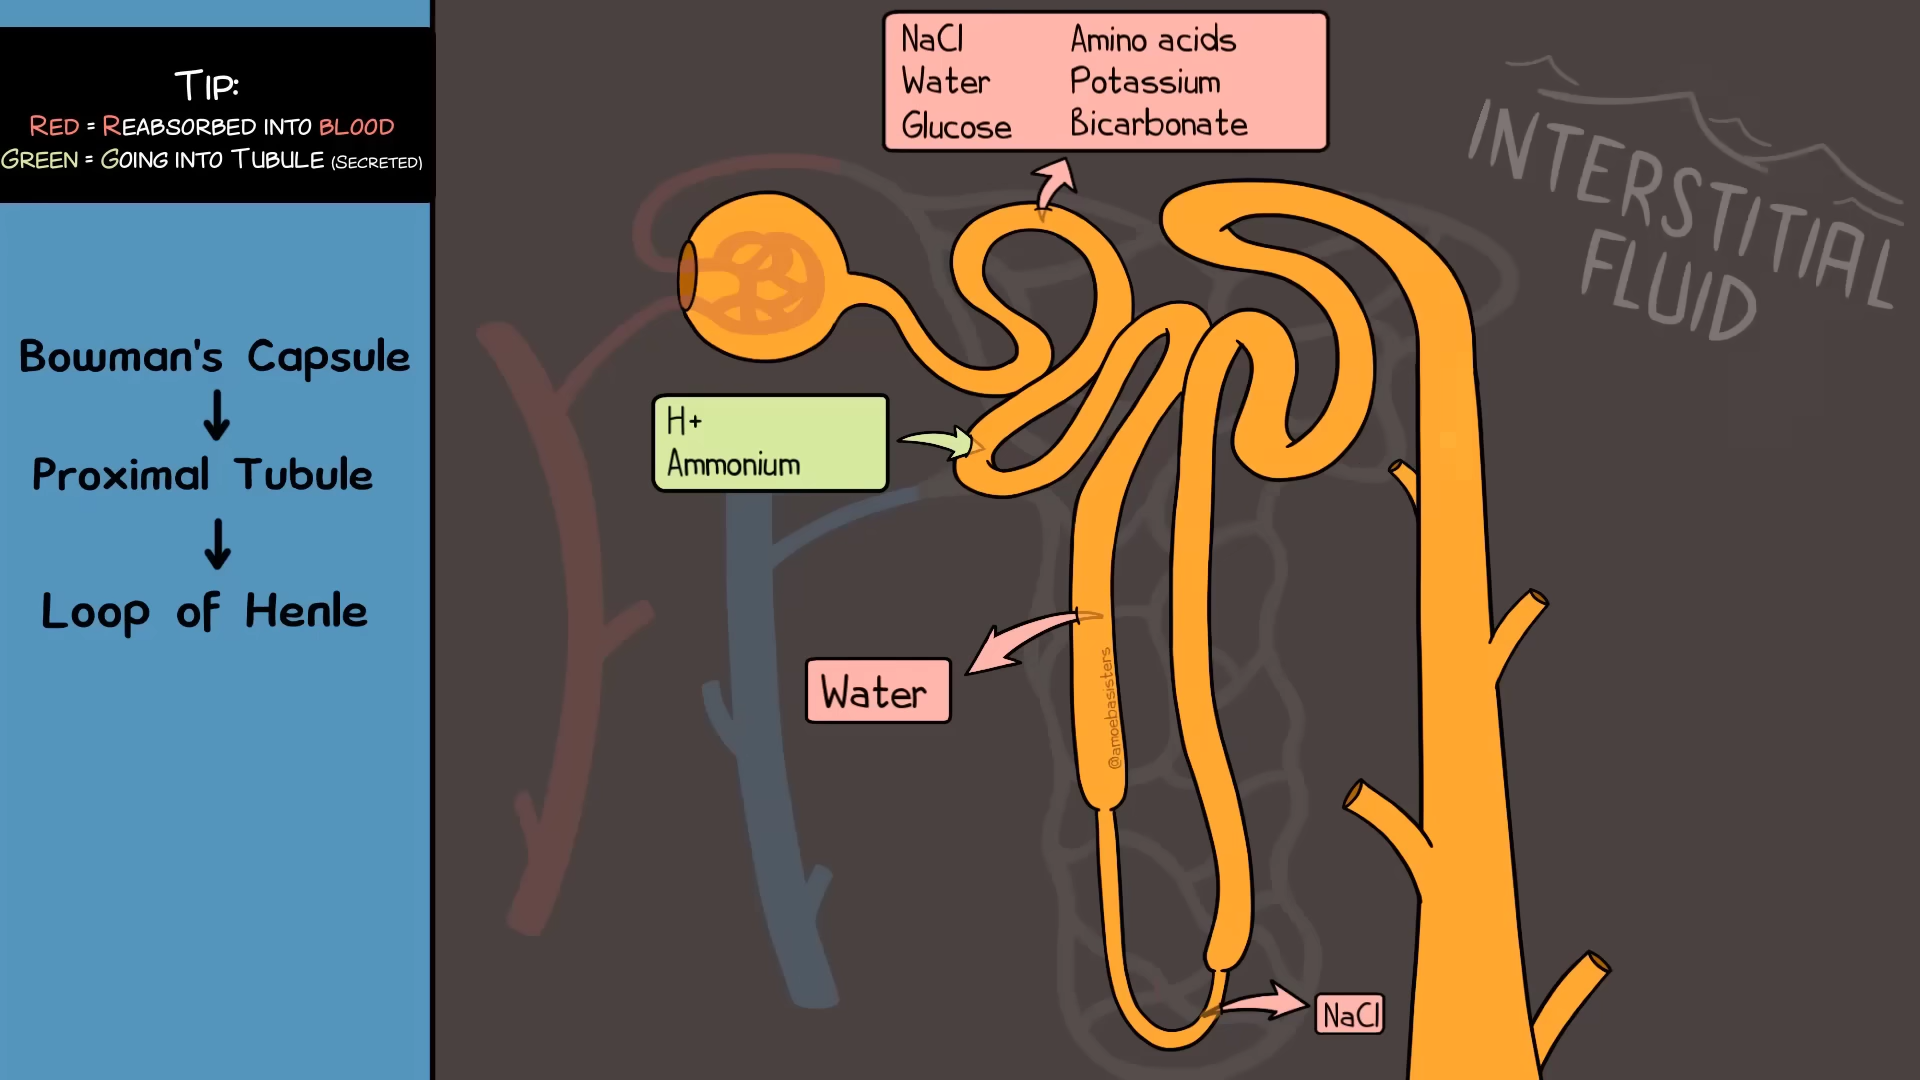 TIP:
RED = REABSORBED INTO BLOOD
GREEN = GOING INTO TUBULE (SECRETED)
Bowman's Capsule
Proximal Tubule
Loop of Henle
NaCl Amino acids
Water Potassium
Glucose Bicarbonate
INTERSTITIAL
FLUID
H+
Ammonium
Water
@amoebasisters
NaCl